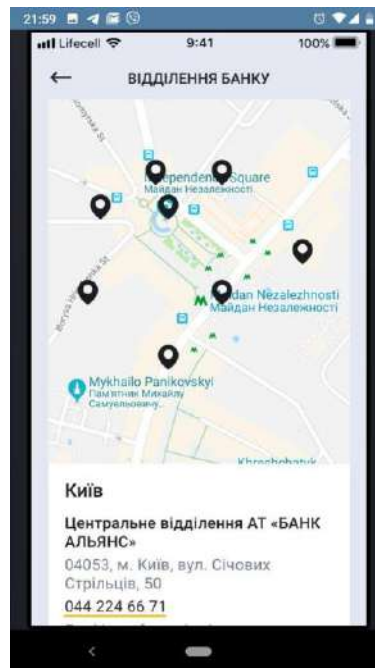 21:59
Lifecell 9:41 100%
ВІДДІЛЕННЯ БАНКУ
Independence Square
Майдан Незалежності
Maidan Nezalezhnosti
Майдан Незалежності
Mykhailo Panikovskyi
Пам'ятник Михайлу
Самуельовичу...
Khreshchatyk
Київ
Центральне відділення АТ «БАНК
АЛЬЯНС»
04053, м. Київ, вул. Січових
Стрільців, 50
044 224 66 71